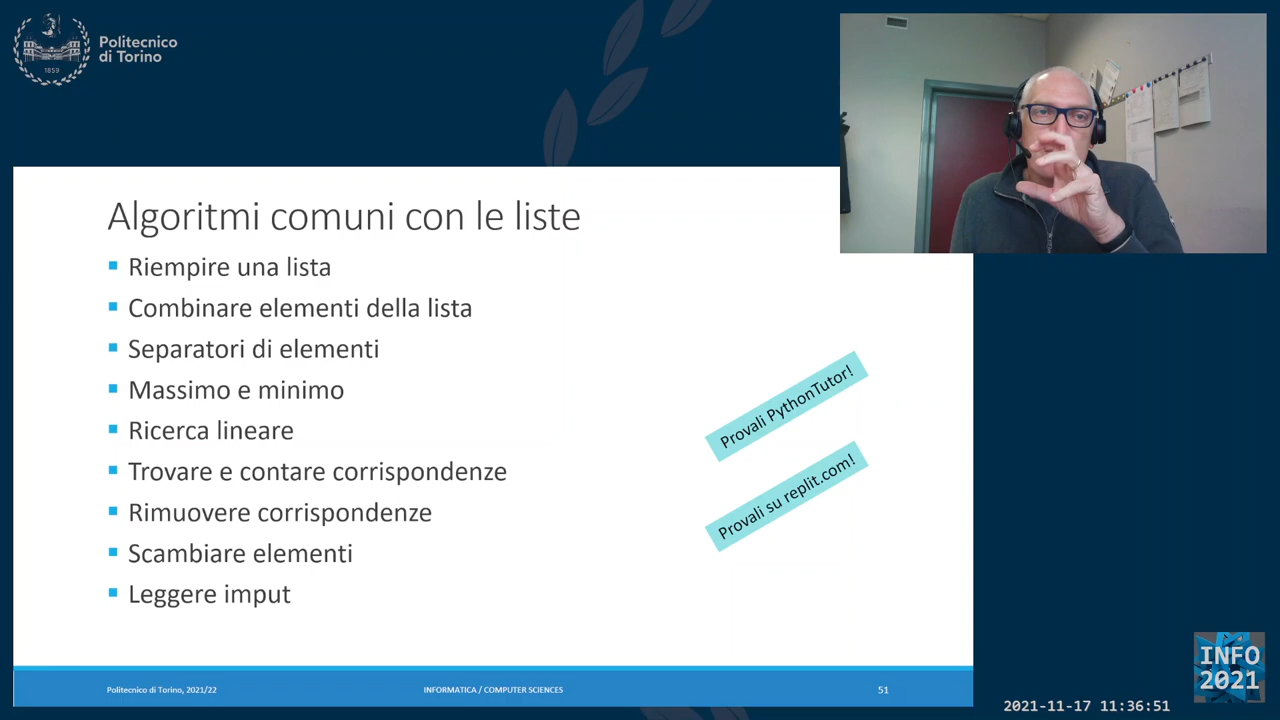 Politecnico
di Torino
1859
Algoritmi comuni con le liste
Riempire una lista
Combinare elementi della lista
Separatori di elementi
Massimo e minimo
Ricerca lineare
Trovare e contare corrispondenze
Rimuovere corrispondenze
Scambiare elementi
Leggere imput
Provali PythonTutor!
Provali su replit.com!
Politecnico di Torino, 2021/22
INFORMATICA / COMPUTER SCIENCES
51
INFO
2021
2021-11-17 11:36:51